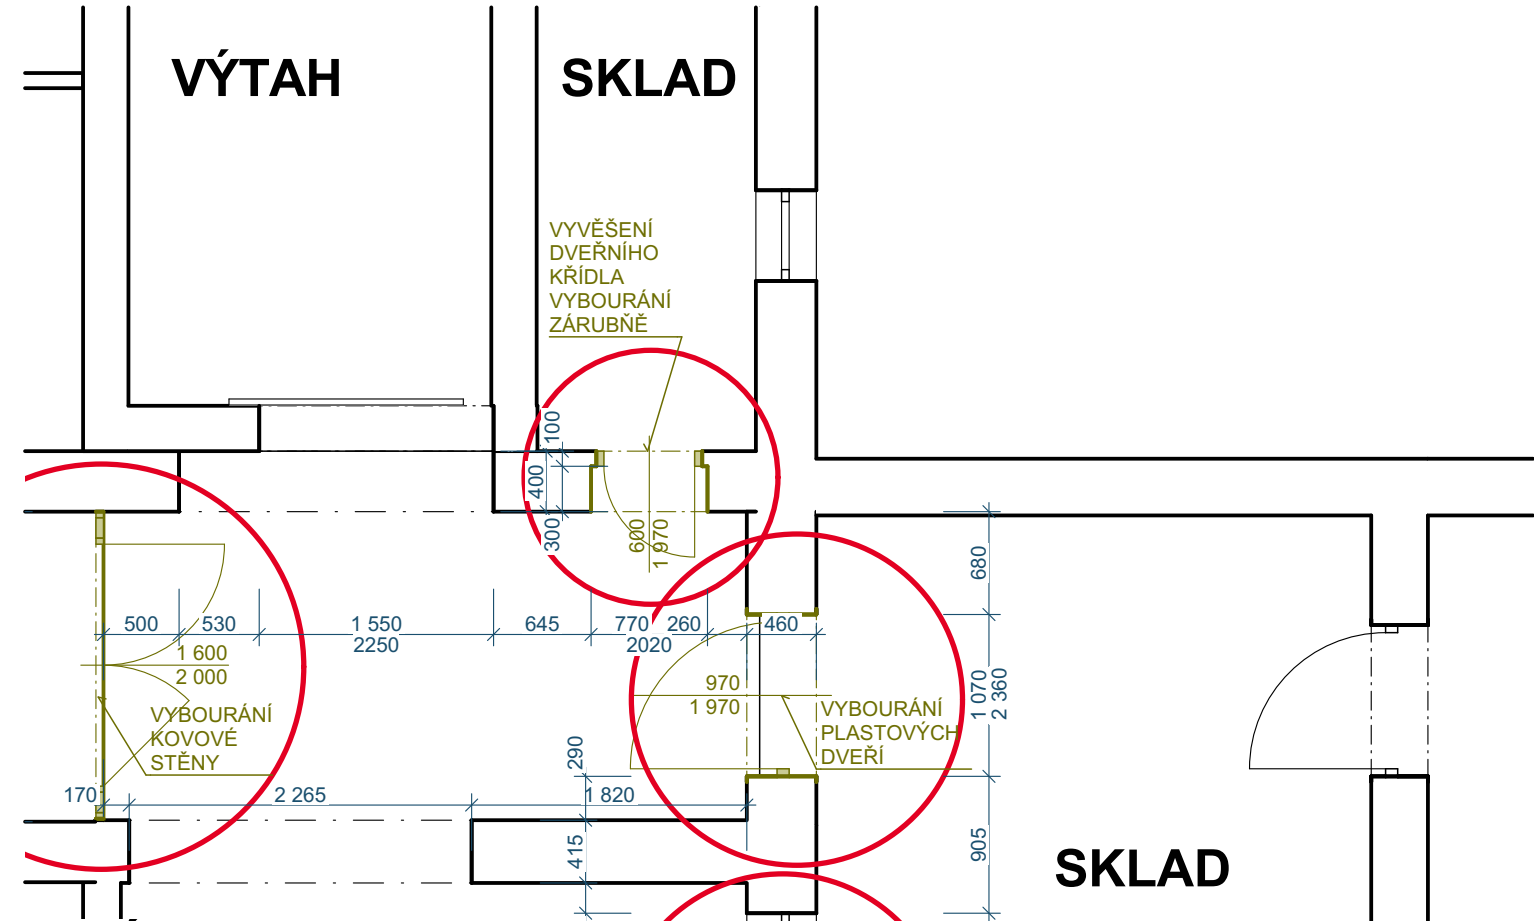 VÝTAH
SKLAD
VYVĚŠENÍ
DVEŘNÍHO
KŘÍDLA
VYBOURÁNÍ
ZÁRUBŇĚ
100
400
300
600
1 970
680
500
530
1 550
645
770
260
460
2250
2020
1 600
2 000
970
1 970
1 070
2 360
VYBOURÁNÍ
KOVOVÉ
STĚNY
VYBOURÁNÍ
PLASTOVÝCH
DVEŘÍ
290
170
2 265
1 820
415
905
SKLAD